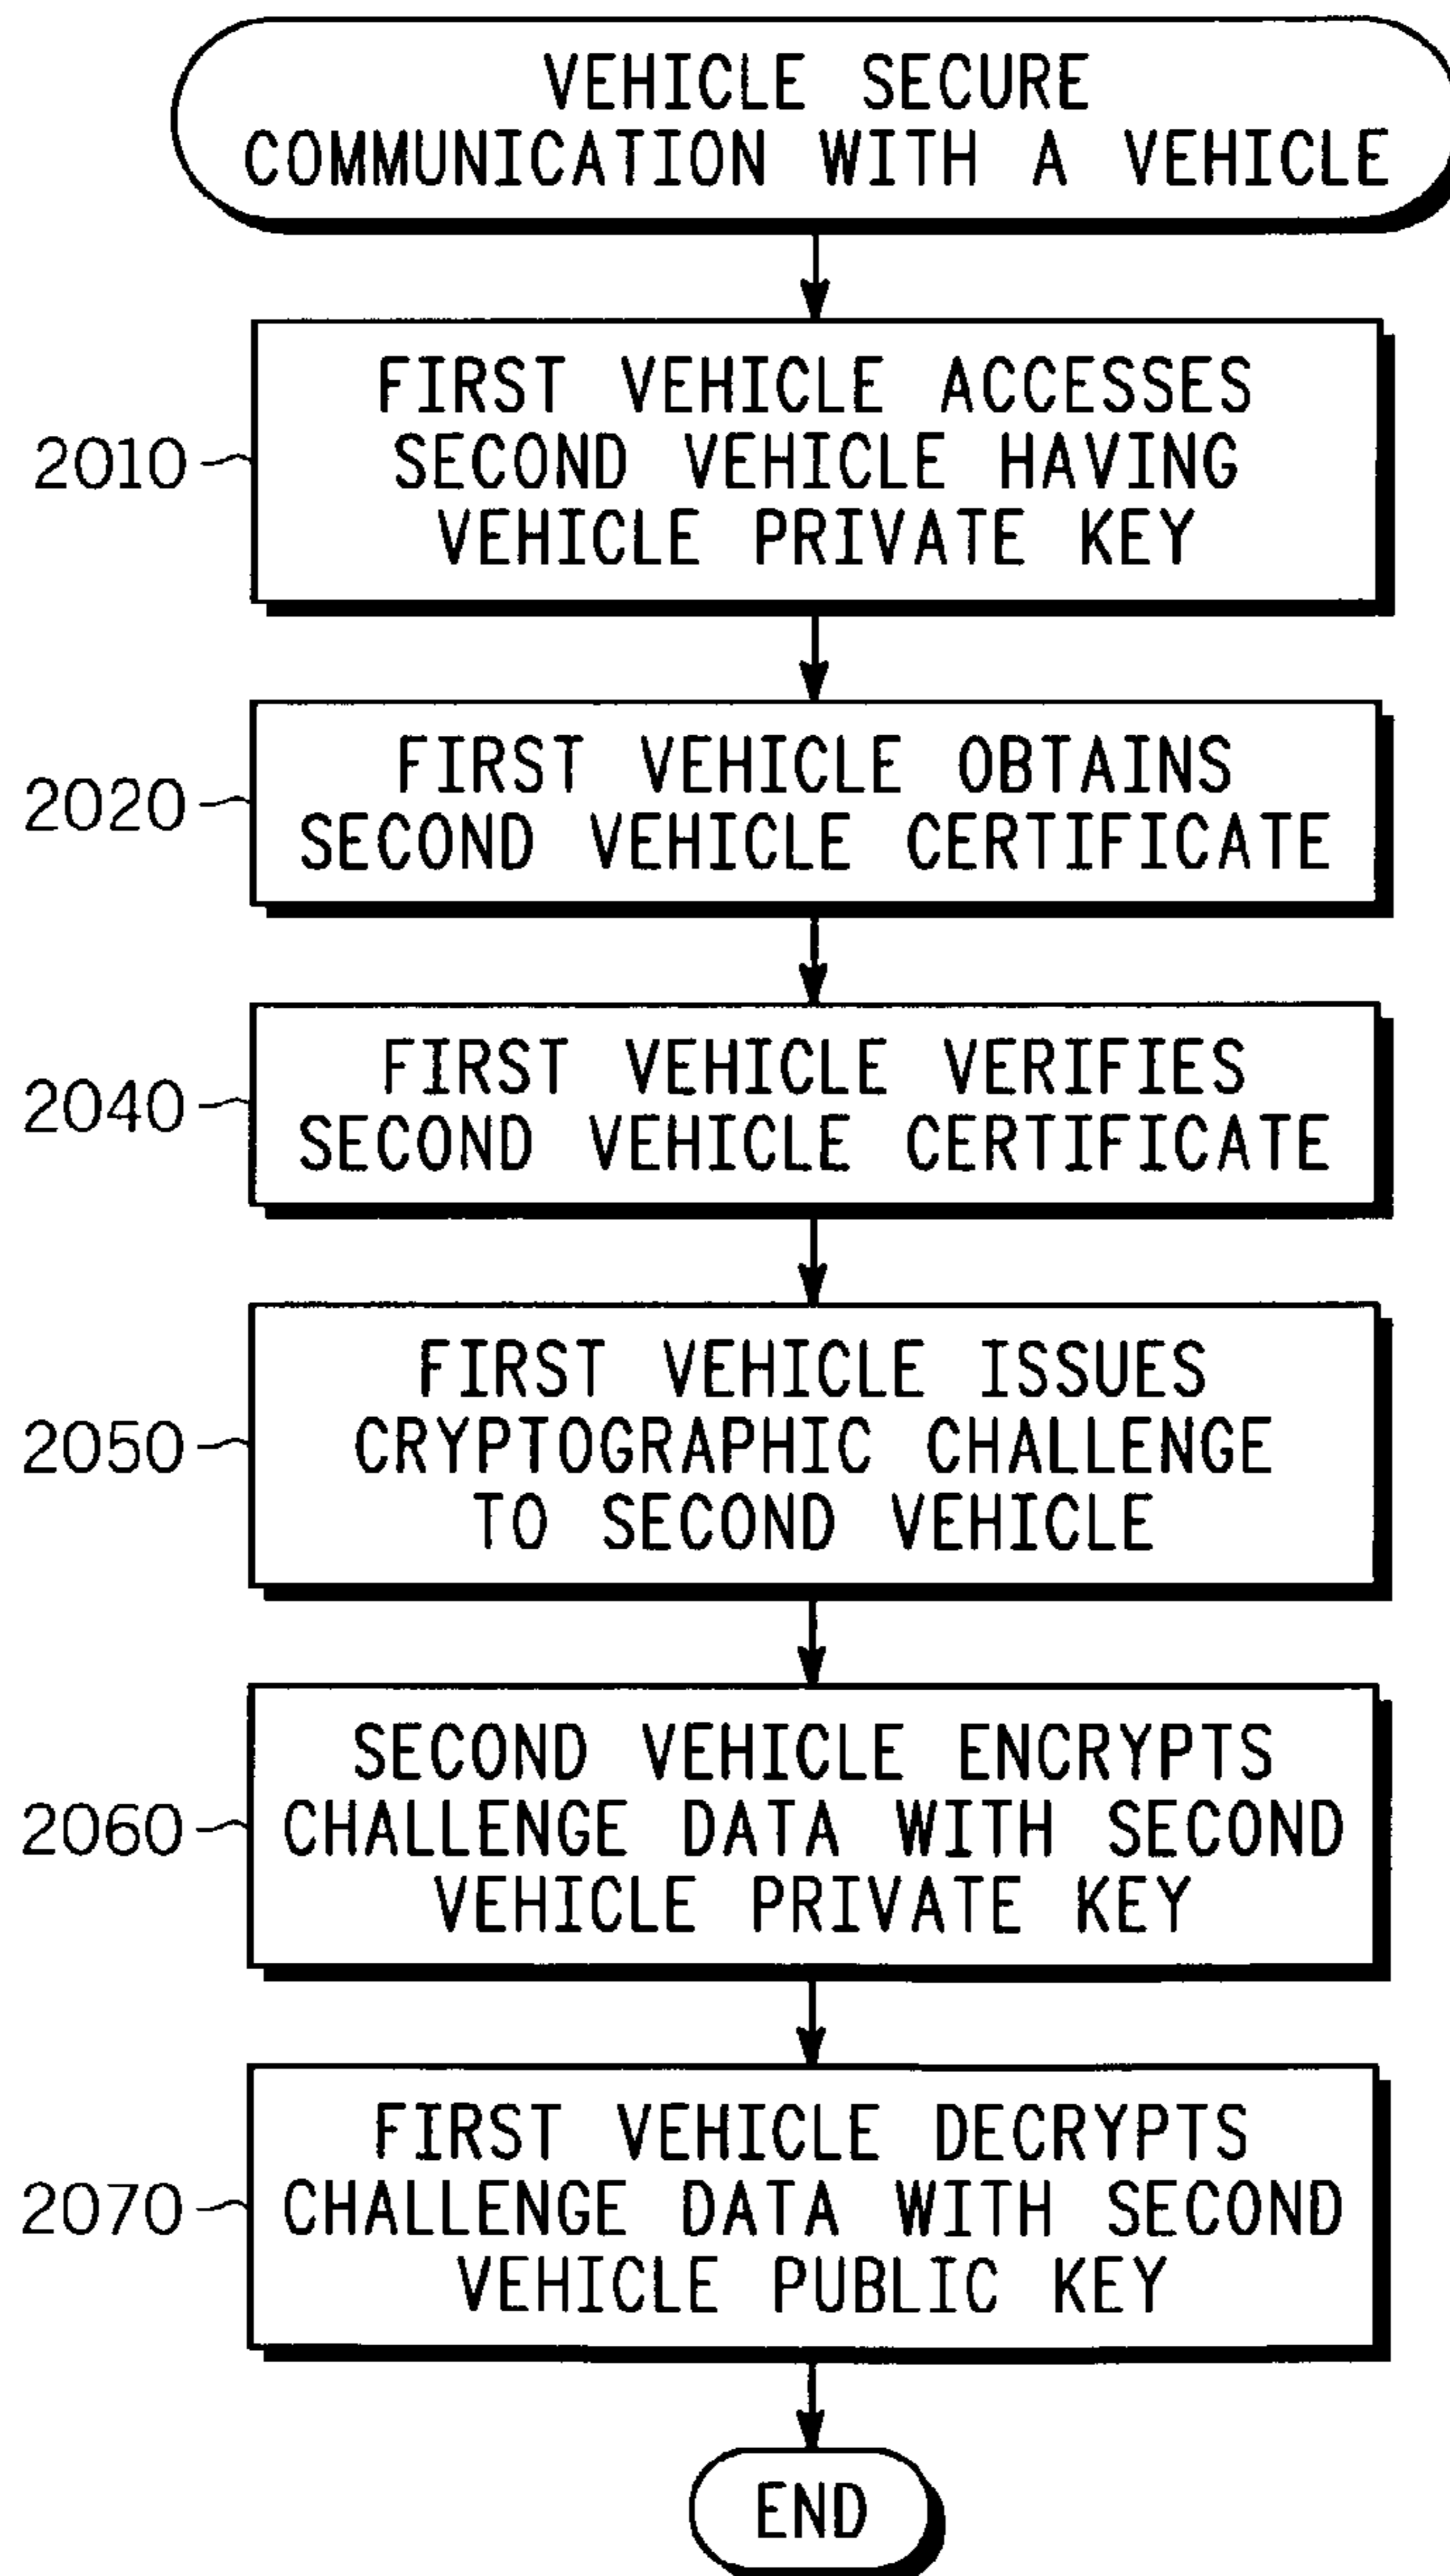 VEHICLE SECURE
COMMUNICATION WITH A VEHICLE
FIRST VEHICLE ACCESSES
SECOND VEHICLE HAVING
VEHICLE PRIVATE KEY
2010
FIRST VEHICLE OBTAINS
SECOND VEHICLE CERTIFICATE
2020
FIRST VEHICLE VERIFIES
SECOND VEHICLE CERTIFICATE
2040
FIRST VEHICLE ISSUES
CRYPTOGRAPHIC CHALLENGE
TO SECOND VEHICLE
2050
SECOND VEHICLE ENCRYPTS
CHALLENGE DATA WITH SECOND
VEHICLE PRIVATE KEY
2060
FIRST VEHICLE DECRYPTS
CHALLENGE DATA WITH SECOND
VEHICLE PUBLIC KEY
2070
END